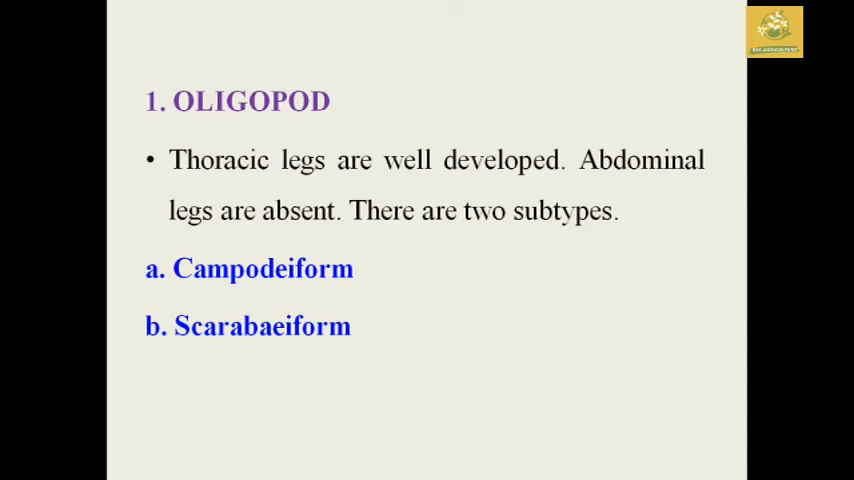 1. OLIGOPOD
• Thoracic legs are well developed. Abdominal
legs are absent. There are two subtypes.
a. Campodeiform
b. Scarabaeiform